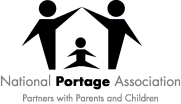 National Portage Association
Partners with Parents and Children